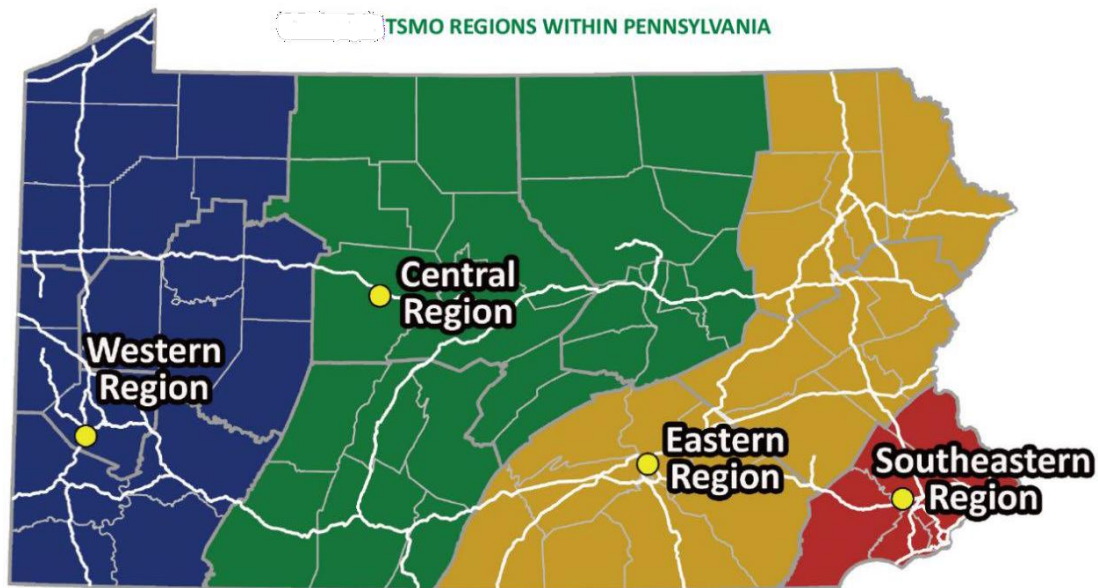 TSMO REGIONS WITHIN PENNSYLVANIA
Central
Region
Western
Region
Eastern
Region
Southeastern
Region